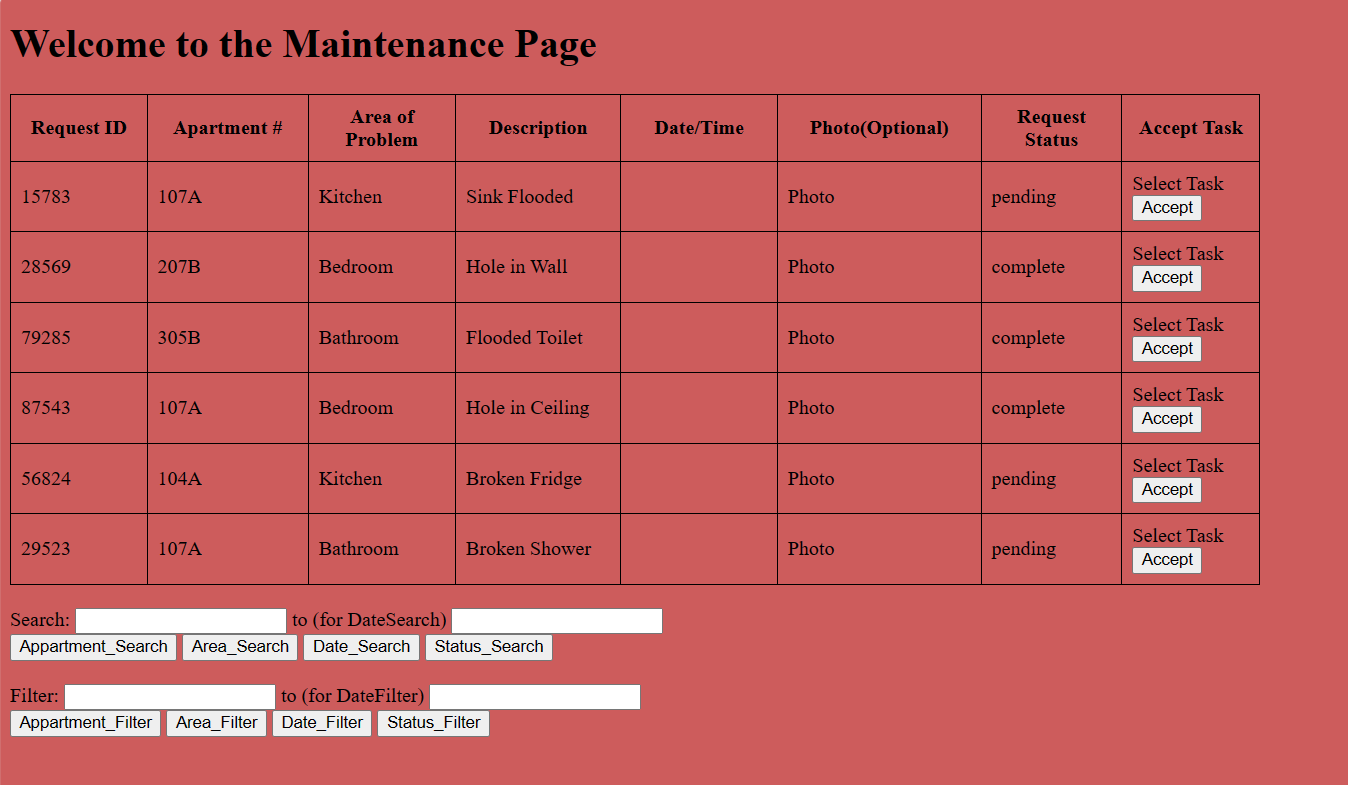 Welcome to the Maintenance Page
Request ID Apartment # Area of Problem Description Date/Time Photo(Optional) Request Status Accept Task
15783 107A Kitchen Sink Flooded Photo pending Select Task Accept
28569 207B Bedroom Hole in Wall Photo complete Select Task Accept
79285 305B Bathroom Flooded Toilet Photo complete Select Task Accept
87543 107A Bedroom Hole in Ceiling Photo complete Select Task Accept
56824 104A Kitchen Broken Fridge Photo pending Select Task Accept
29523 107A Bathroom Broken Shower Photo pending Select Task Accept
Search: to (for DateSearch)
Appartment_Search Area_Search Date_Search Status_Search
Filter: to (for DateFilter)
Appartment_Filter Area_Filter Date_Filter Status_Filter